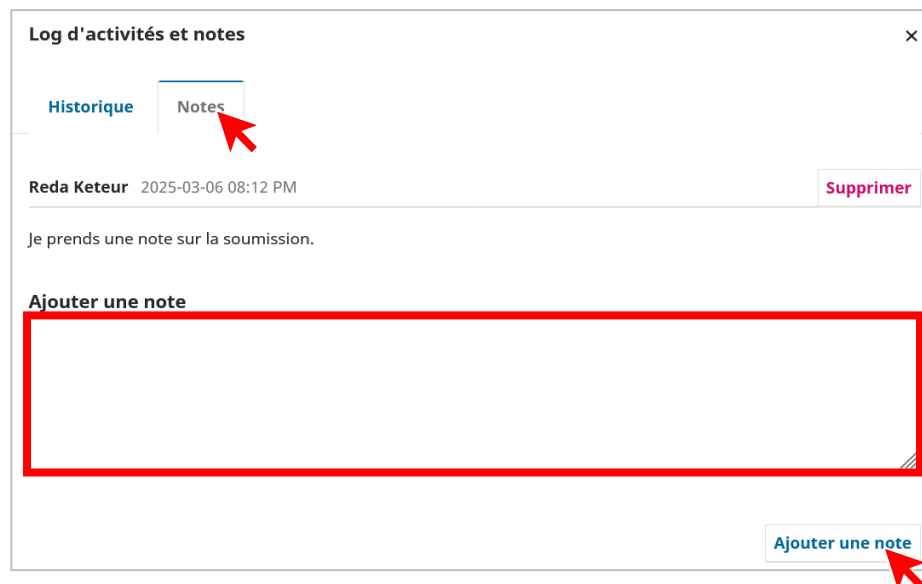 Log d'activités et notes
Historique Notes
Reda Keteur 2025-03-06 08:12 PM Supprimer
Je prends une note sur la soumission.
Ajouter une note
Ajouter une note